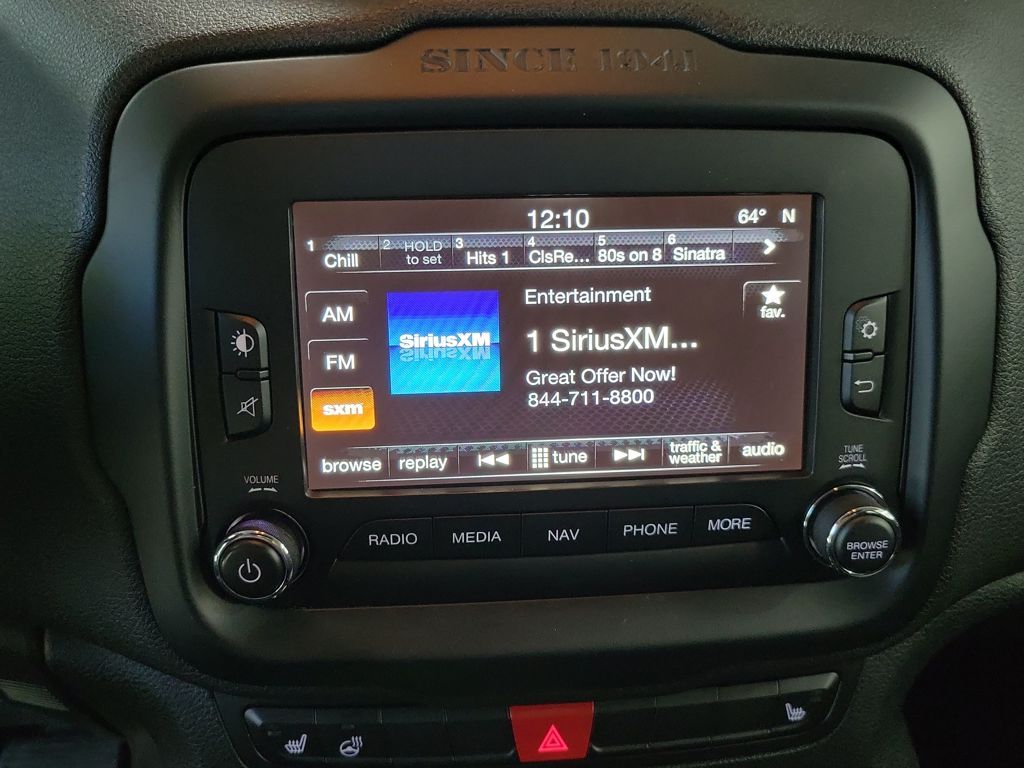 SINCE 1941
12:10
64° N
1 Chill
2 HOLD to set
3 Hits 1
4 ClsRe...
5 80s on 8
6 Sinatra
AM
FM
sxm
SiriusXM
Entertainment
1 SiriusXM...
Great Offer Now!
844-711-8800
fav.
browse
replay
tune
traffic & weather
audio
VOLUME
TUNE
SCROLL
RADIO
MEDIA
NAV
PHONE
MORE
BROWSE
ENTER